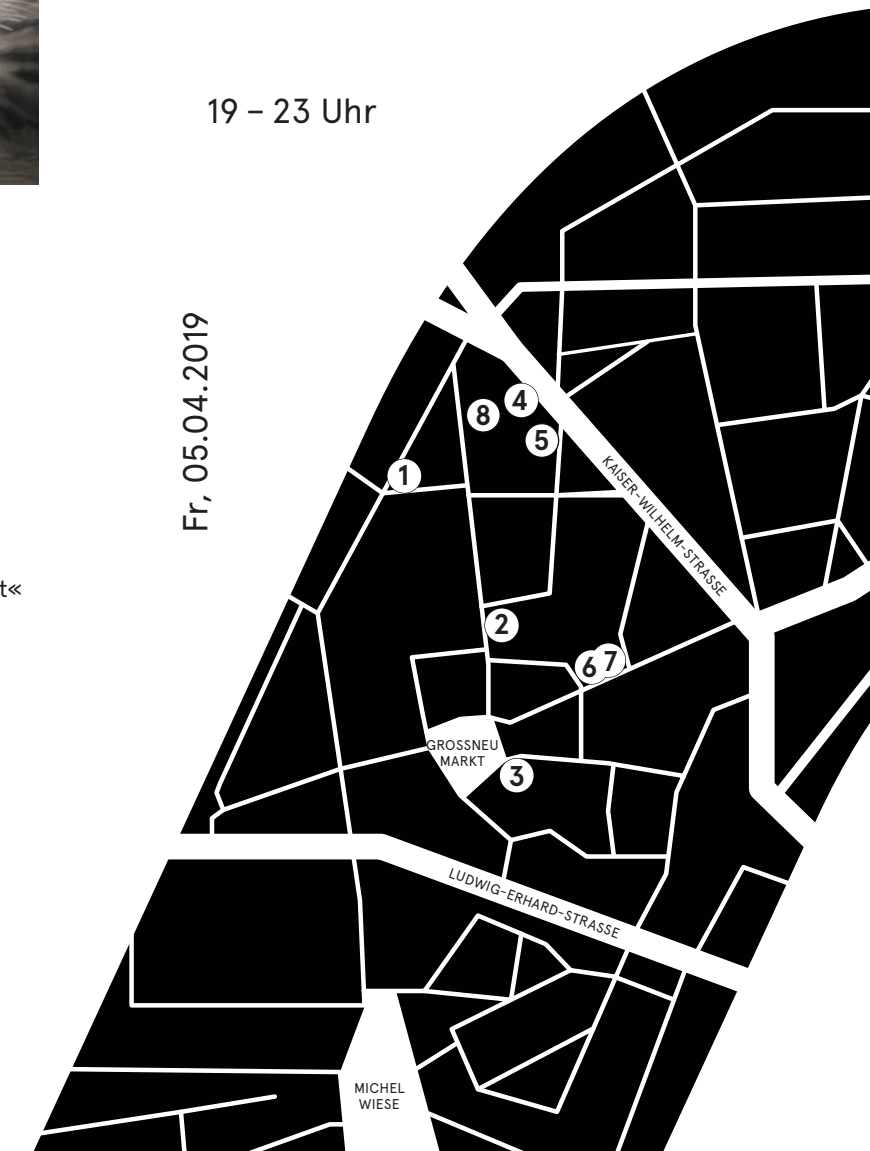 19 – 23 Uhr
Fr, 05.04.2019
t«
4
8
5
1
KAISER-WILHELM-STRASSE
2
6
7
GROSSNEU
MARKT
3
LUDWIG-ERHARD-STRASSE
MICHEL
WIESE